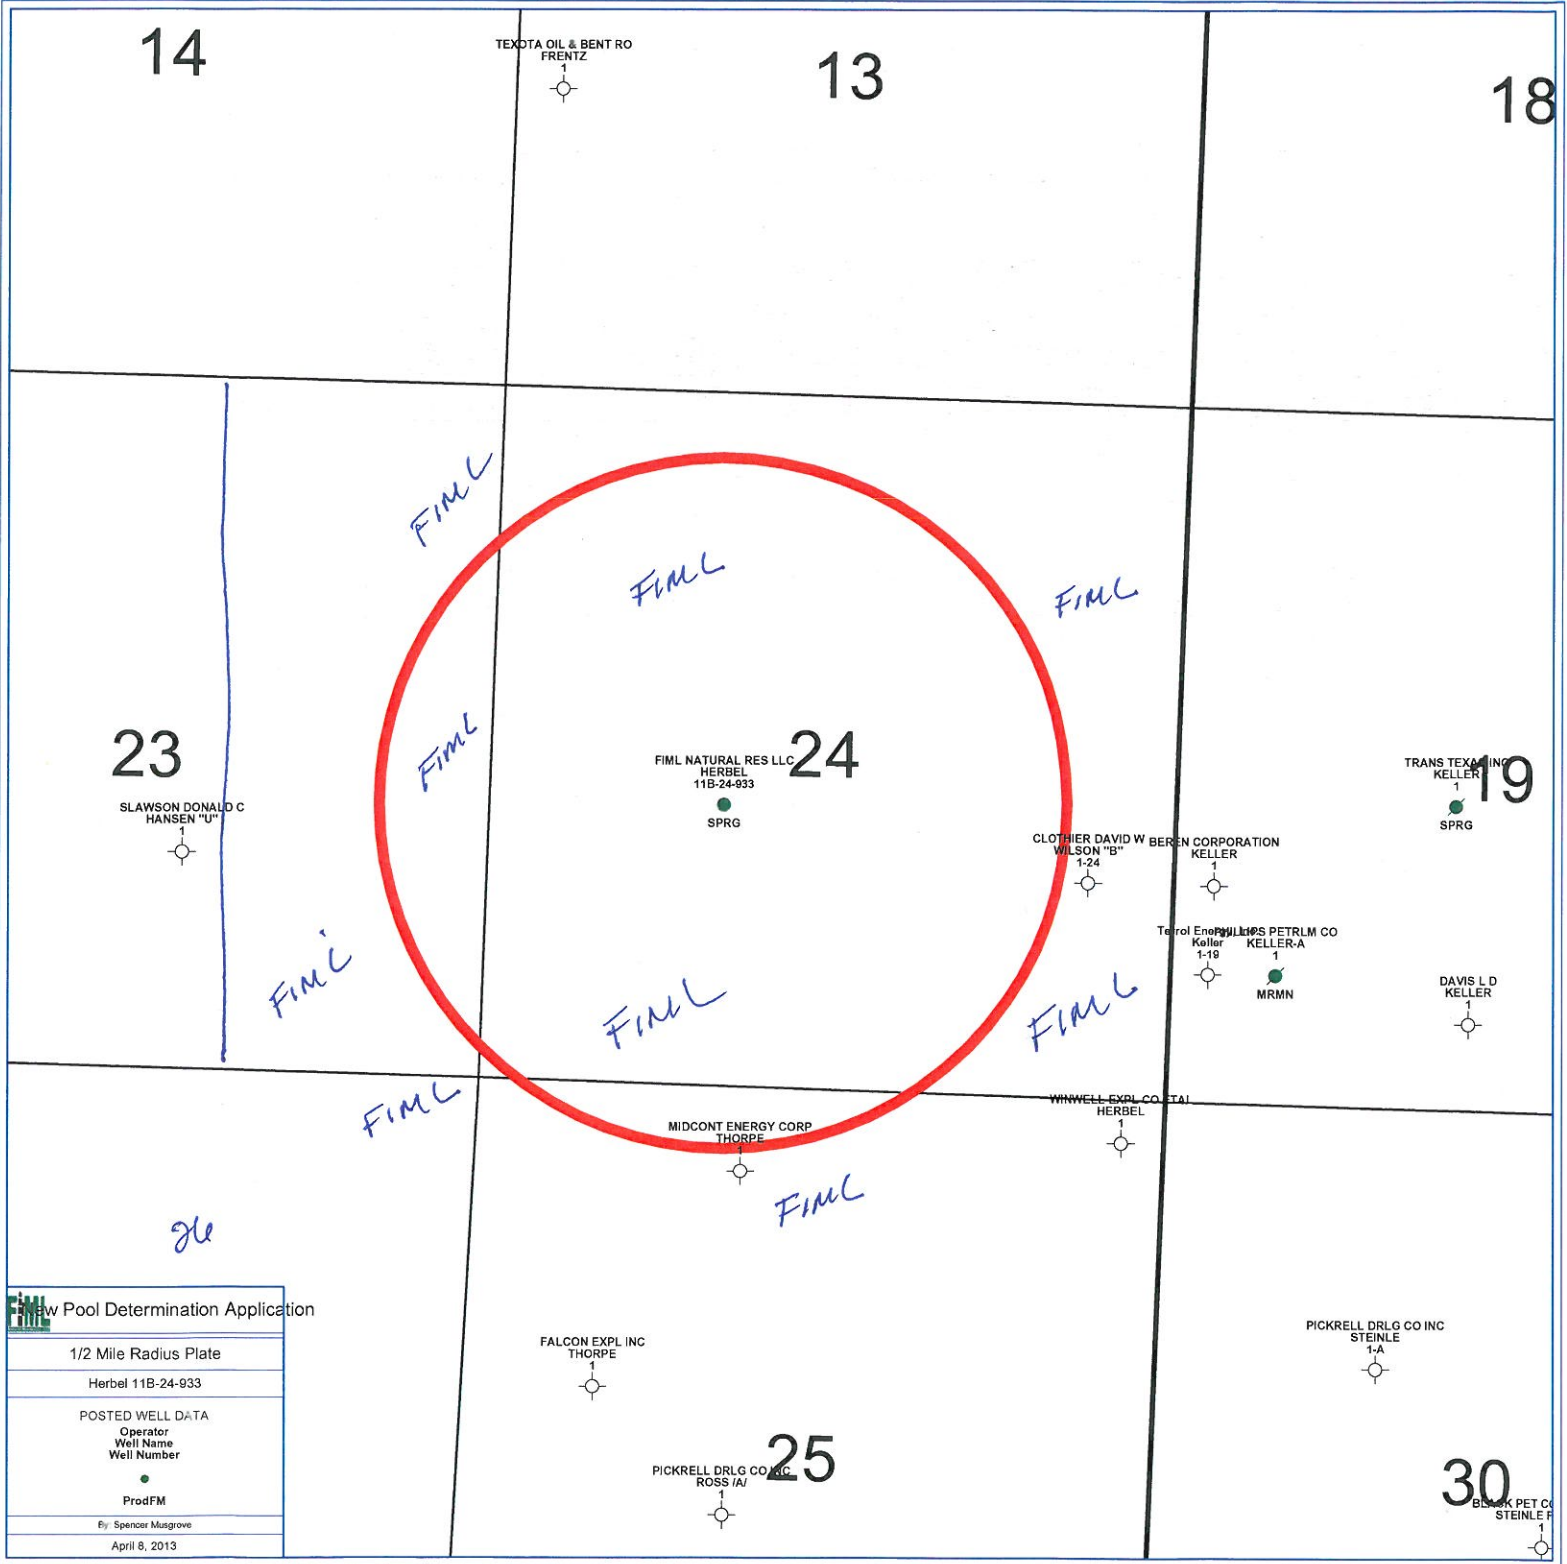 14
TEXOTA OIL & BENT RO
FRENTZ
1
13
18
FIML
FIML
FIML
FIML
23
SLAWSON DONALD C
HANSEN "U"
1
FIML NATURAL RES LLC
HERBEL
11B-24-933
SPRG
24
TRANS TEXAS INC
KELLER
1
SPRG
19
CLOTHIER DAVID W
WILSON "B"
1-24
BEREN CORPORATION
KELLER
1
Keller
1-19
PHILLIPS PETRLM CO
KELLER-A
1
MRMN
DAVIS L D
KELLER
1
FIML
FIML
FIML
FIML
WINWELL EXPL CO ETAL
HERBEL
1
MIDCONT ENERGY CORP
THORPE
1
FIML
26
FIML
New Pool Determination Application
1/2 Mile Radius Plate
Herbel 11B-24-933
POSTED WELL DATA
Operator
Well Name
Well Number
ProdFM
By: Spencer Musgrove
April 8, 2013
FALCON EXPL INC
THORPE
1
PICKRELL DRLG CO INC
STEINLE
1-A
25
PICKRELL DRLG CO INC
ROSS /A/
1
30
BLACK PET
STEINLE
1